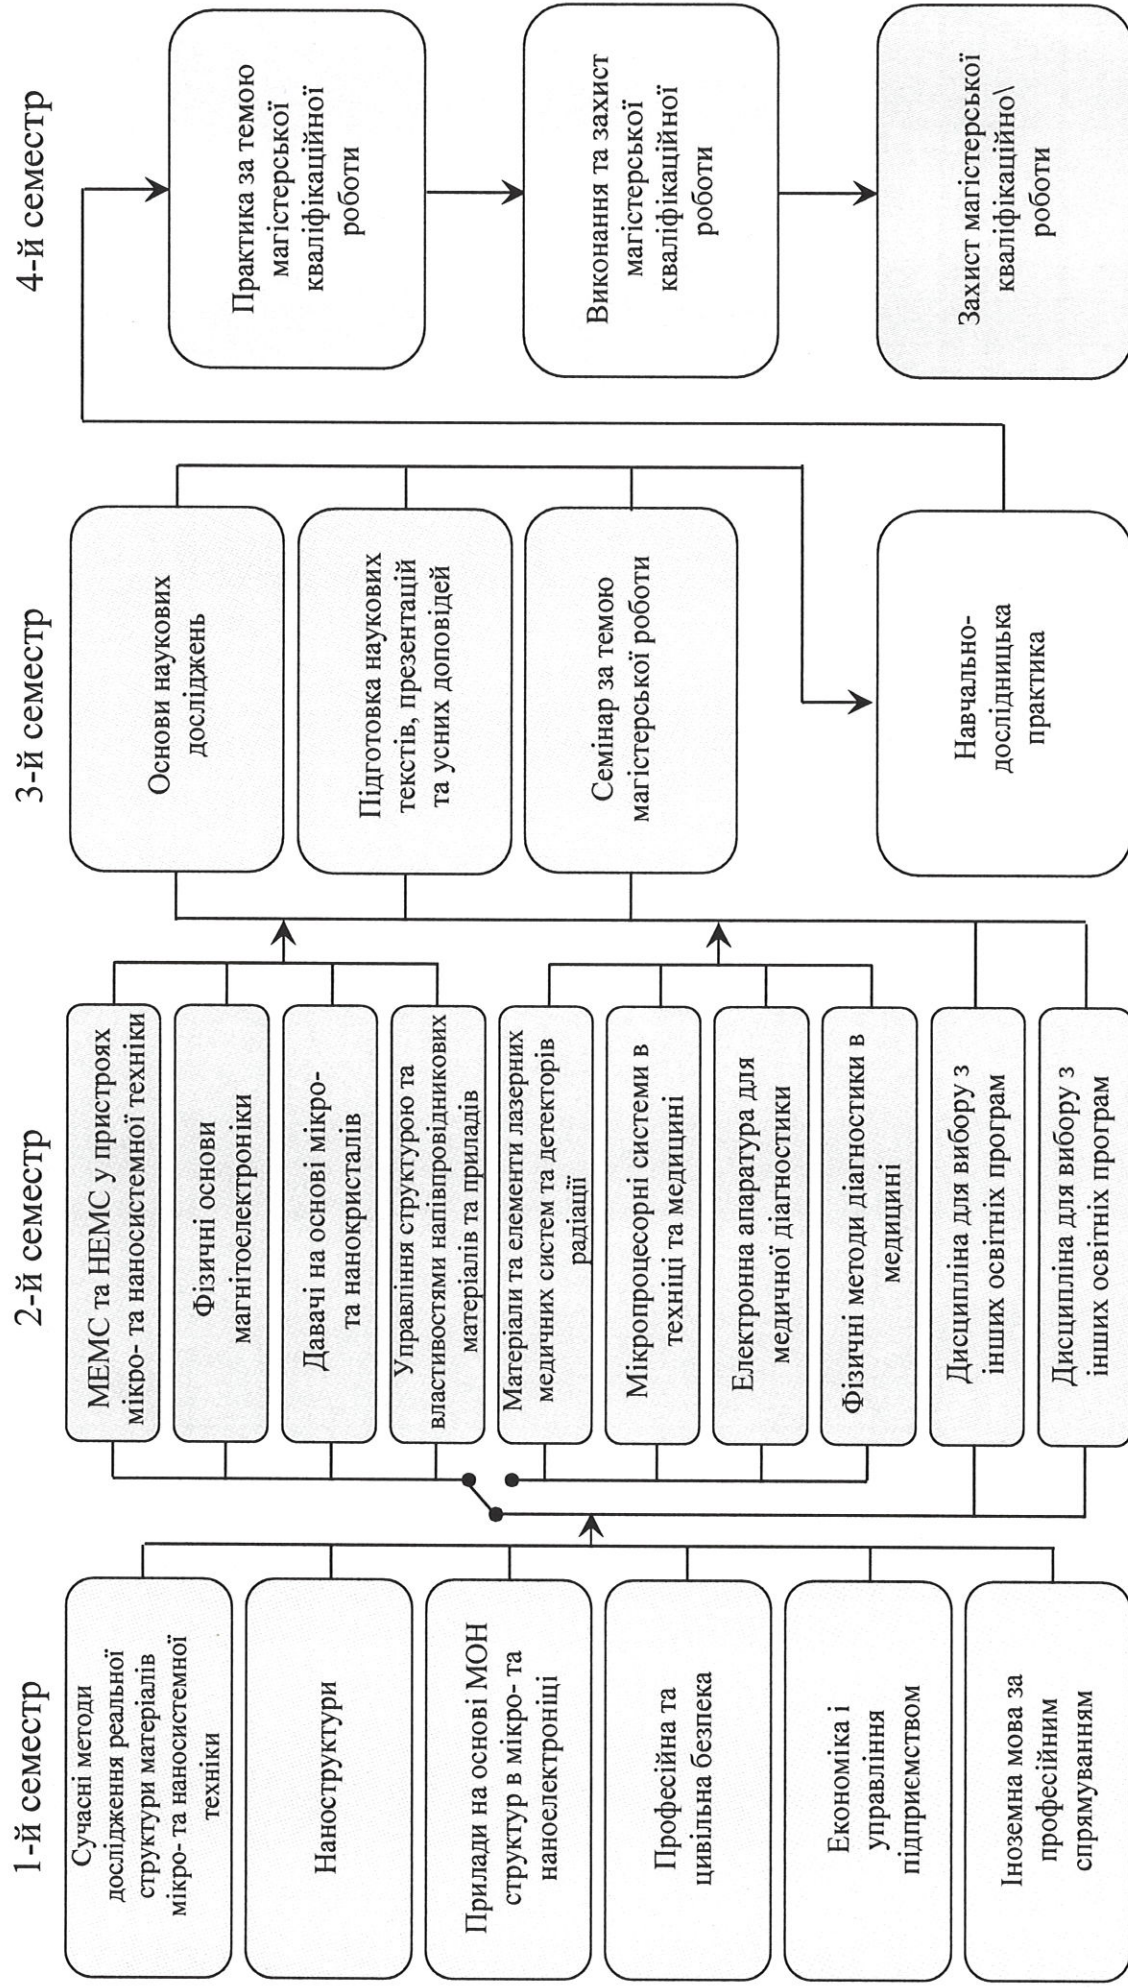 1-й семестр
Сучасні методи
дослідження реальної
структури матеріалів
мікро- та наносистемної
техніки
Наноструктури
Прилади на основі МОН
структур в мікро- та
наноелектроніці
Професійна та
цивільна безпека
Економіка і
управління
підприємством
Іноземна мова за
професійним
спрямуванням
2-й семестр
МЕМС та НЕМС у пристроях
мікро- та наносистемної техніки
Фізичні основи
магнітоелектроніки
Давачі на основі мікро-
та нанокристалів
Управління структурою та
властивостями напівпровідникових
матеріалів та приладів
Матеріали та елементи лазерних
медичних систем та детекторів
радіації
Мікропроцесорні системи в
техніці та медицині
Електронна апаратура для
медичної діагностики
Фізичні методи діагностики в
медицині
Дисципліна для вибору з
інших освітніх програм
Дисципліна для вибору з
інших освітніх програм
3-й семестр
Основи наукових
досліджень
Підготовка наукових
текстів, презентацій
та усних доповідей
Семінар за темою
магістерської роботи
Навчально-
дослідницька
практика
4-й семестр
Практика за темою
магістерської
кваліфікаційної
роботи
Виконання та захист
магістерської
кваліфікаційної
роботи
Захист магістерської
кваліфікаційно\
роботи